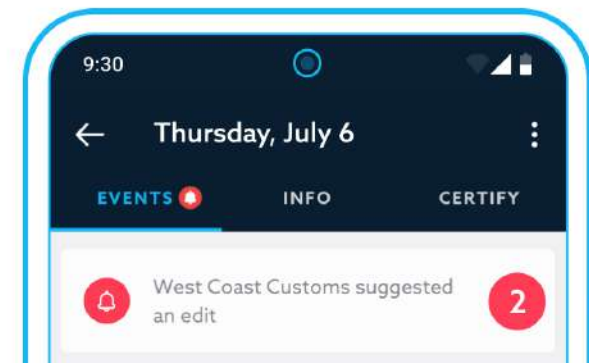 9:30
Thursday, July 6
EVENTS INFO CERTIFY
West Coast Customs suggested
an edit
2